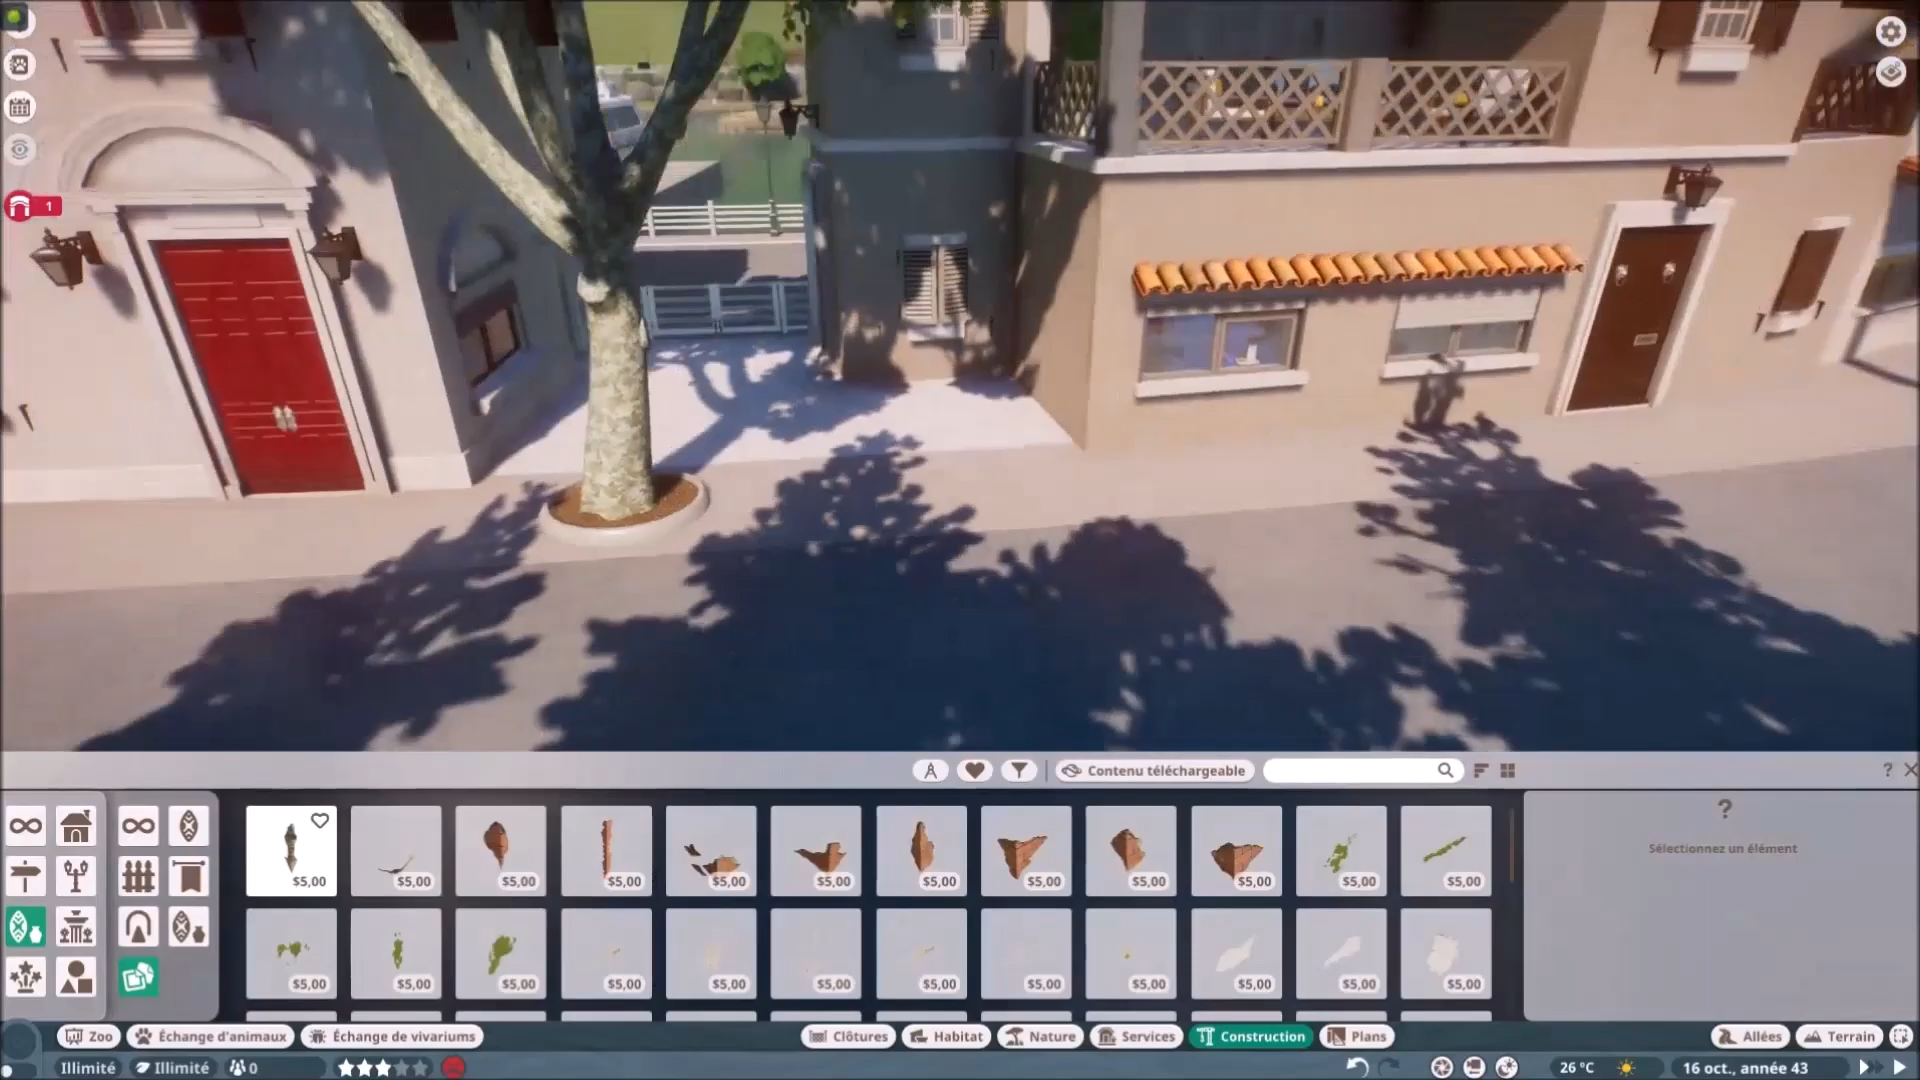 1
Contenu téléchargeable
? 
$5,00 $5,00 $5,00 $5,00 $5,00 $5,00 $5,00 $5,00 $5,00 $5,00 $5,00 $5,00
?
Sélectionnez un élément
$5,00 $5,00 $5,00 $5,00 $5,00 $5,00 $5,00 $5,00 $5,00 $5,00 $5,00 $5,00
Zoo Échange d'animaux Échange de vivariums Clôtures Habitat Nature Services Construction Plans Allées Terrain
Illimité Illimité 0 26 °C 16 oct., année 43